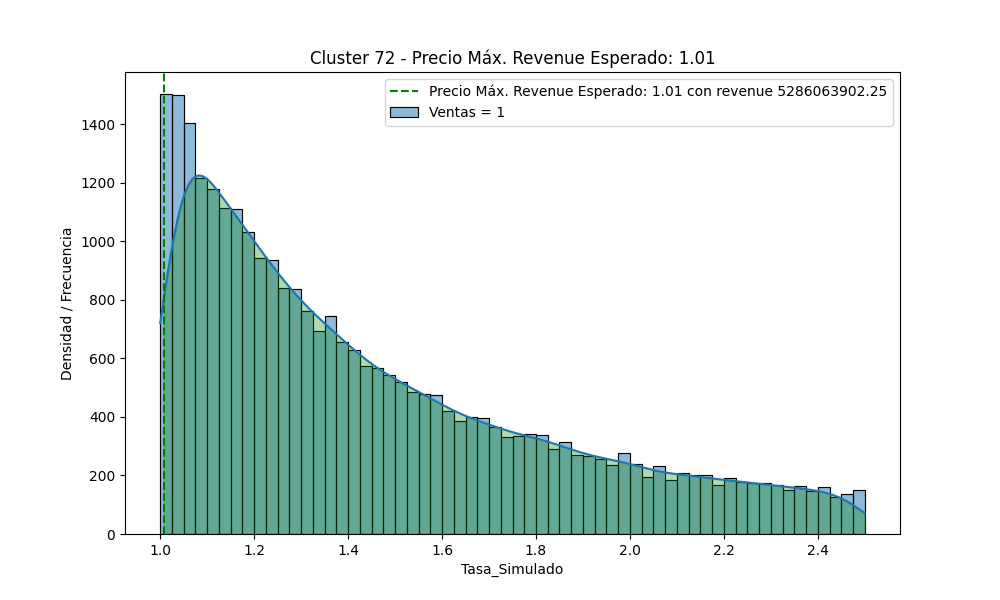 Cluster 72 - Precio Máx. Revenue Esperado: 1.01
Precio Máx. Revenue Esperado: 1.01 con revenue 5286063902.25
Ventas = 1
Densidad / Frecuencia
1400
1200
1000
800
600
400
200
0
1.0 1.2 1.4 1.6 1.8 2.0 2.2 2.4
Tasa_Simulado